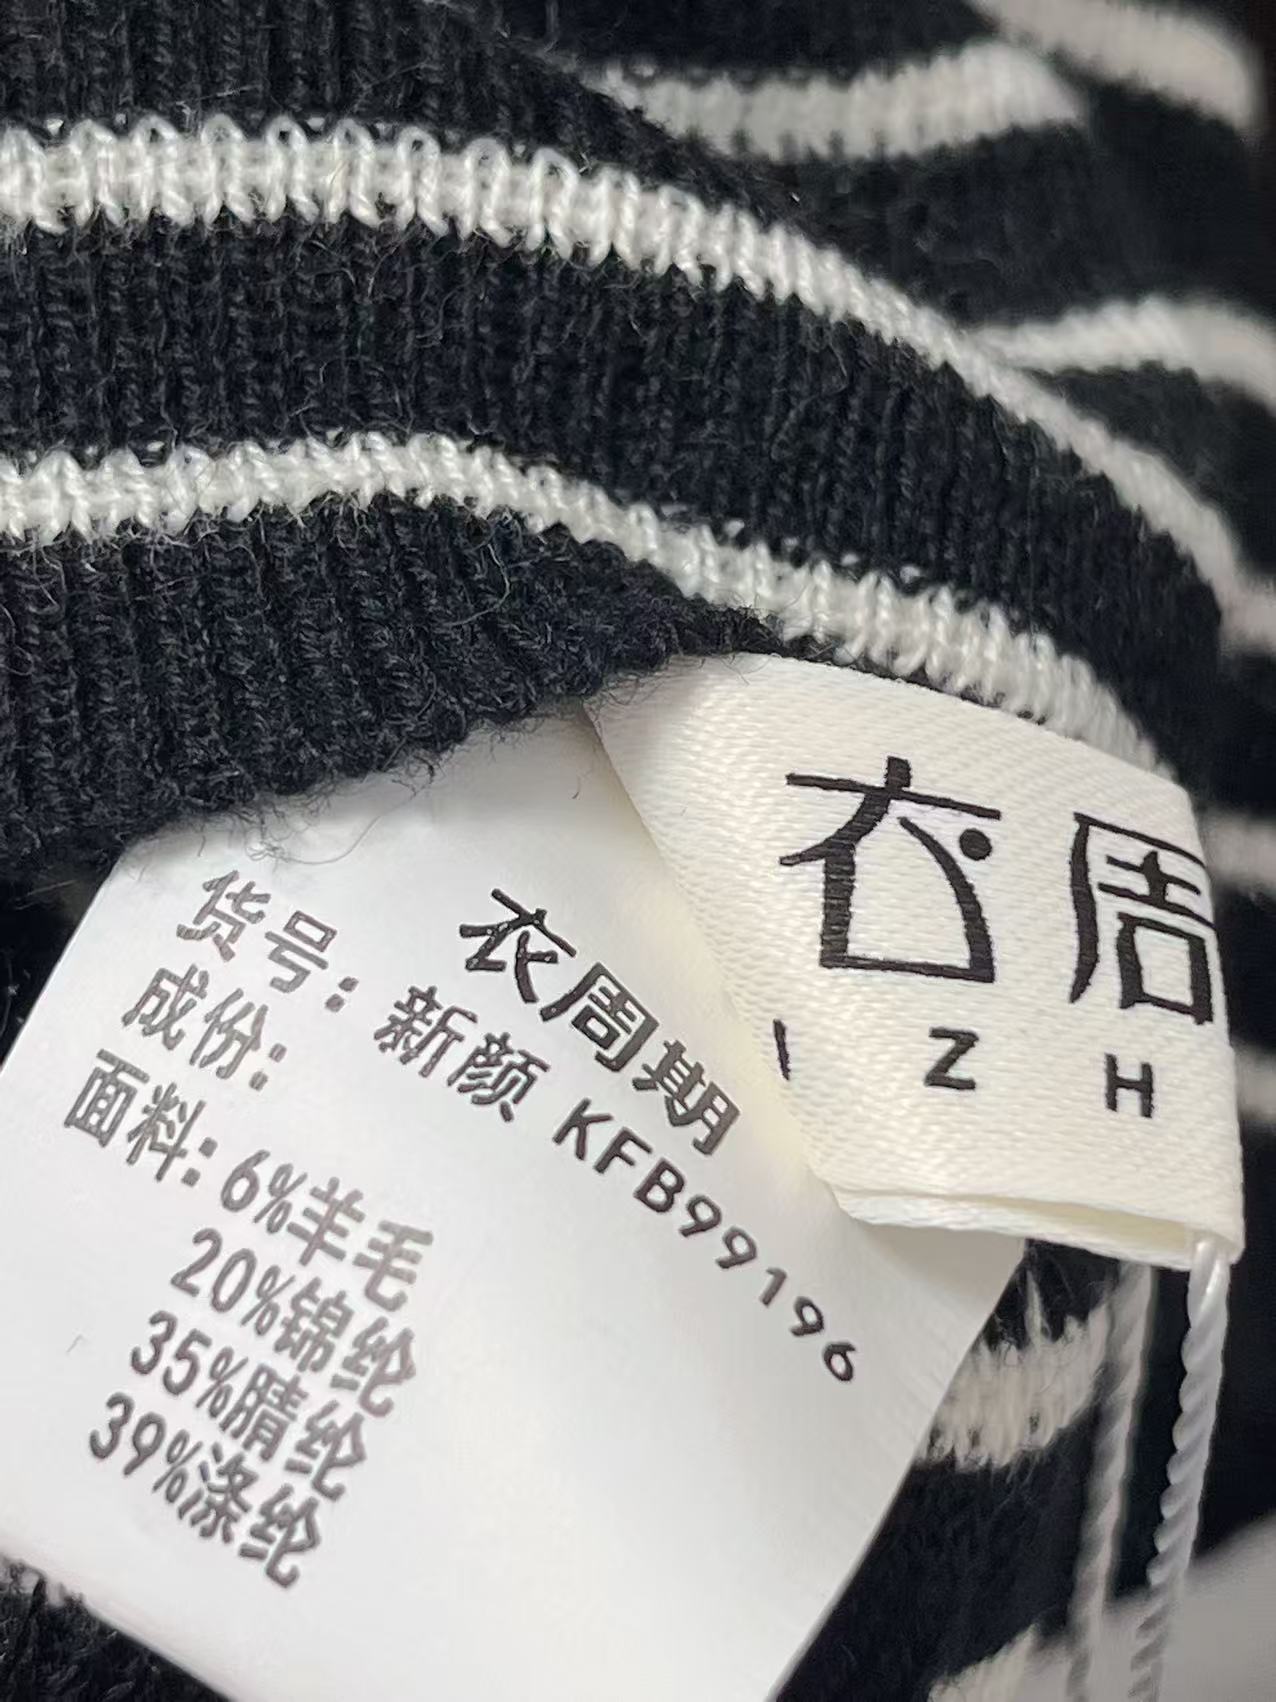 衣周
I Z H
衣周期
货号：新颜 KFB99196
成份：
面料：6%羊毛
20%锦纶
35%腈纶
39%涤纶